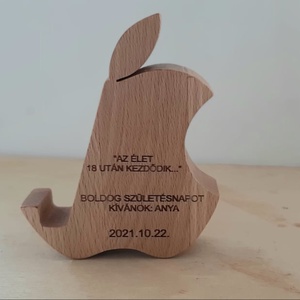 "AZ ÉLET
18 UTÁN KEZDŐDIK..."
BOLDOG SZÜLETÉSNAPOT
KÍVÁNOK: ANYA
2021.10.22.